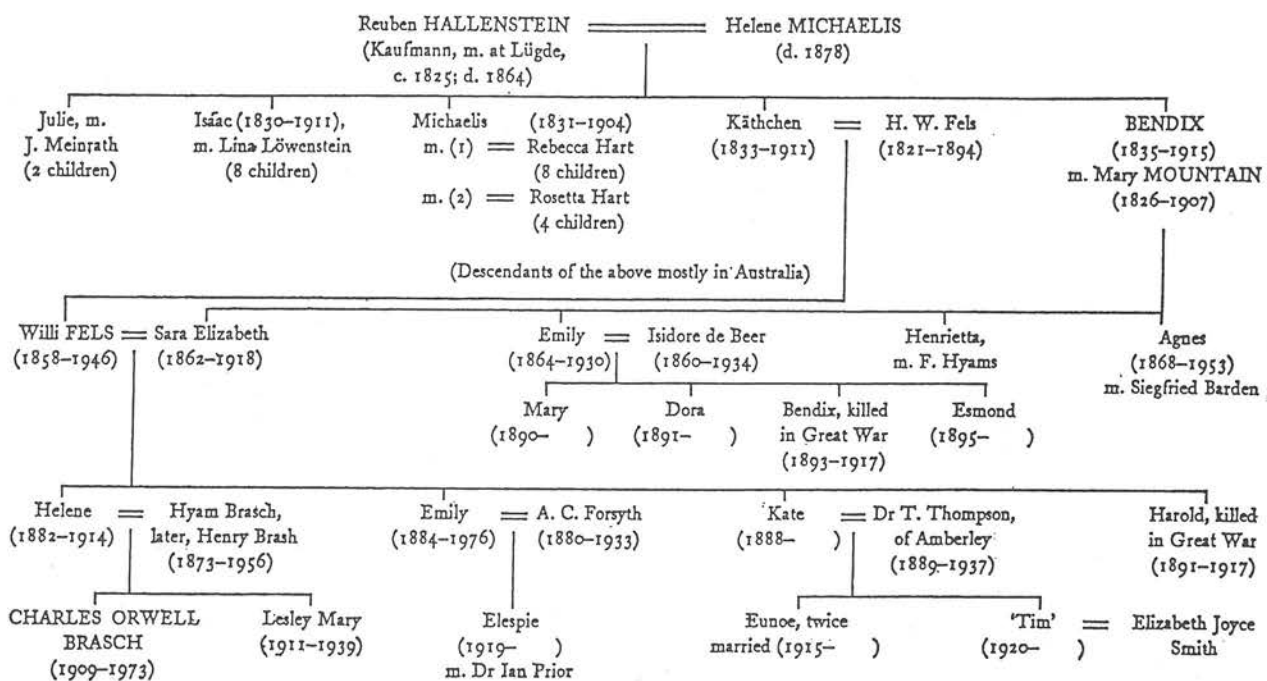 Reuben HALLENSTEIN == Helene MICHAELIS
(Kaufmann, m. at Lügde, (d. 1878)
c. 1825; d. 1864)
Julie, m. Isaac (1830–1911), Michaelis (1831–1904) Käthchen = H. W. Fels BENDIX
J. Meinrath m. Lina Löwenstein m. (1) = Rebecca Hart (1833–1911) (1821–1894) (1835–1915)
(2 children) (8 children) (8 children) m. Mary MOUNTAIN
m. (2) = Rosetta Hart (1826–1907)
(4 children)
(Descendants of the above mostly in Australia)
Willi FELS = Sara Elizabeth Emily = Isidore de Beer Henrietta, Agnes
(1858–1946) (1862–1918) (1864–1930) (1860–1934) m. F. Hyams (1868–1953)
m. Siegfried Barden
Mary Dora Bendix, killed Esmond
(1890– ) (1891– ) in Great War (1895– )
(1893–1917)
Helene = Hyam Brasch, Emily = A. C. Forsyth Kate = Dr T. Thompson, Harold, killed
(1882–1914) later, Henry Brash (1884–1976) (1880–1933) (1888– ) of Amberley in Great War
(1873–1956) (1889–1937) (1891–1917)
CHARLES ORWELL Lesley Mary Elespie Eunoe, twice 'Tim' = Elizabeth Joyce
BRASCH (1911–1939) (1919– ) married (1915– ) (1920– ) Smith
(1909–1973) m. Dr Ian Prior